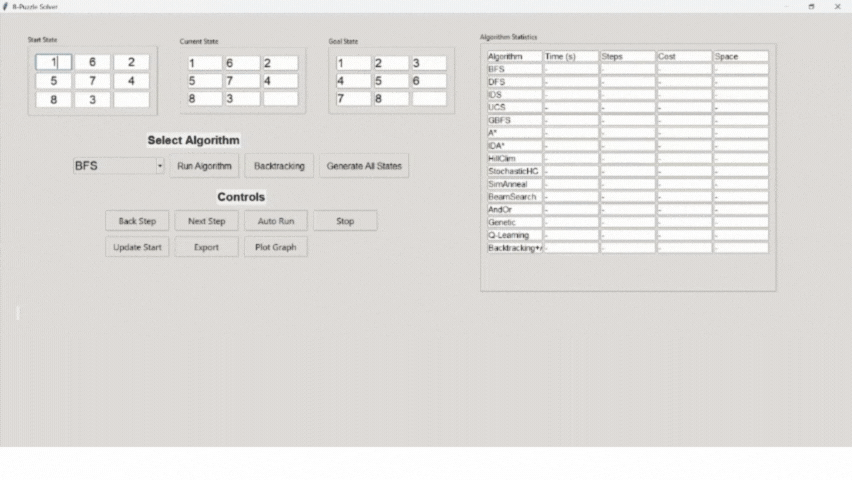 8-Puzzle Solver
Start State
1 6 2
5 7 4
8 3
Current State
1 6 2
5 7 4
8 3
Goal State
1 2 3
4 5 6
7 8
Select Algorithm
BFS Run Algorithm Backtracking Generate All States
Controls
Back Step Next Step Auto Run Stop
Update Start Export Plot Graph
Algorithm Statistics
Algorithm Time (s) Steps Cost Space
BFS - - - -
DFS - - - -
IDS - - - -
UCS - - - -
GBFS - - - -
A* - - - -
IDA* - - - -
HillClim - - - -
StochasticHC - - - -
SimAnneal - - - -
BeamSearch - - - -
AndOr - - - -
Genetic - - - -
Q-Learning - - - -
Backtracking+ - - - -